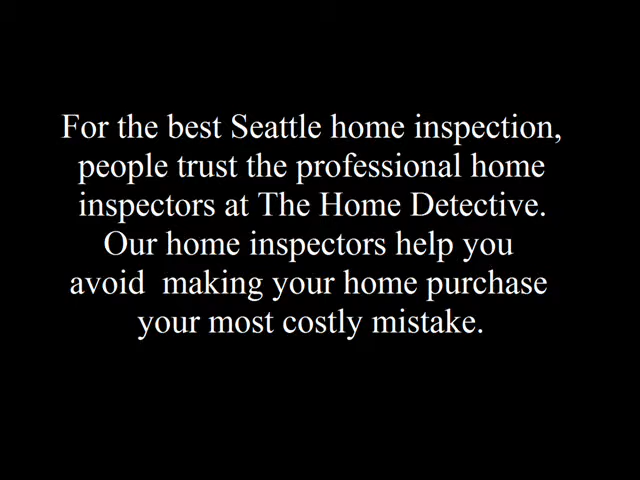 For the best Seattle home inspection,
people trust the professional home
inspectors at The Home Detective.
Our home inspectors help you
avoid  making your home purchase
your most costly mistake.